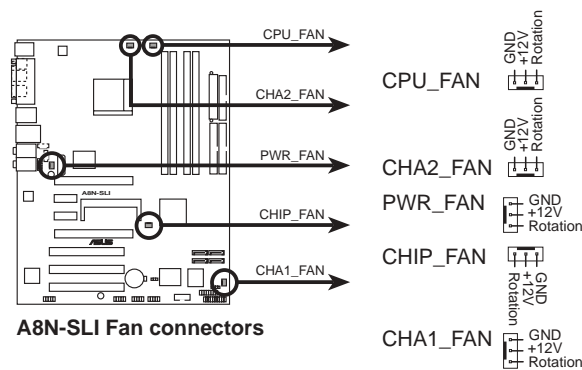 CPU_FAN
CHA2_FAN
PWR_FAN
CHIP_FAN
CHA1_FAN
A8N-SLI
ASUS
A8N-SLI Fan connectors
CPU_FAN
GND
+12V
Rotation
CHA2_FAN
GND
+12V
Rotation
PWR_FAN
GND
+12V
Rotation
CHIP_FAN
Rotation
+12V
GND
CHA1_FAN
GND
+12V
Rotation